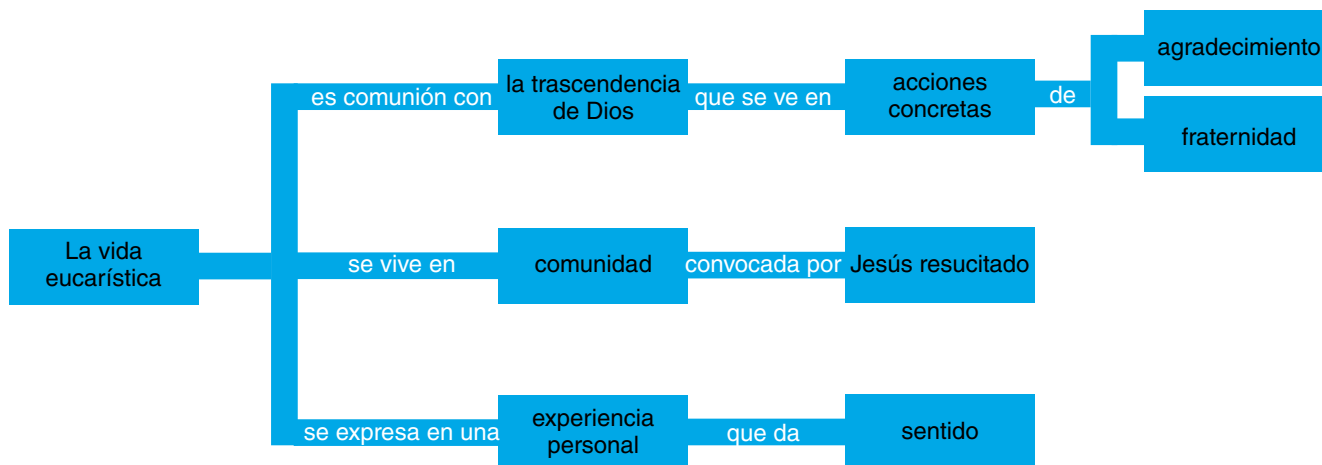 La vida
eucarística
es comunión con
la trascendencia
de Dios
que se ve en
acciones
concretas
de
agradecimiento
fraternidad
se vive en
comunidad
convocada por
Jesús resucitado
se expresa en una
experiencia
personal
que da
sentido